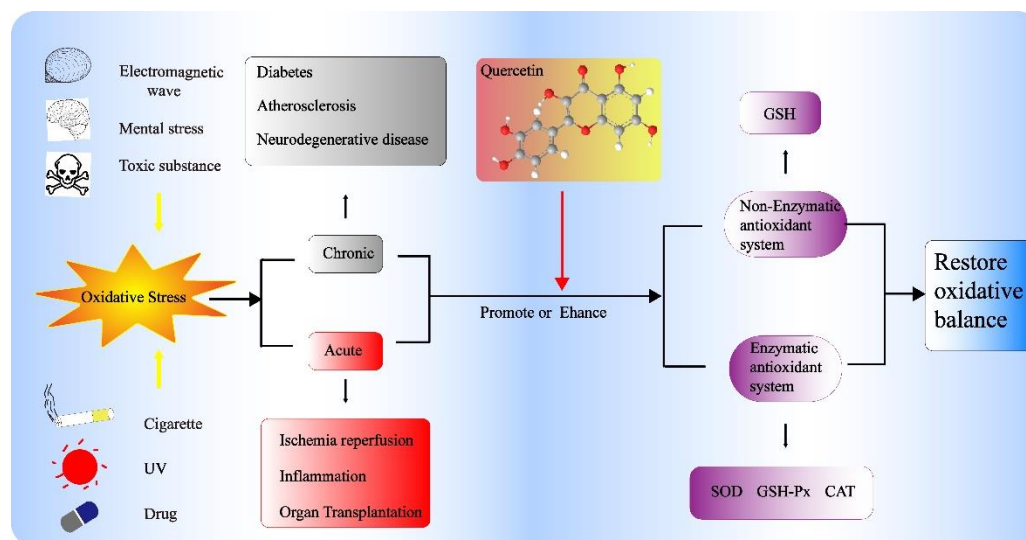 Electromagnetic
wave
Mental stress
Toxic substance
Oxidative Stress
Cigarette
UV
Drug
Diabetes
Atherosclerosis
Neurodegenerative disease
Chronic
Acute
Ischemia reperfusion
Inflammation
Organ Transplantation
Quercetin
Promote or Ehance
GSH
Non-Enzymatic
antioxidant
system
Enzymatic
antioxidant
system
SOD GSH-Px CAT
Restore
oxidative
balance